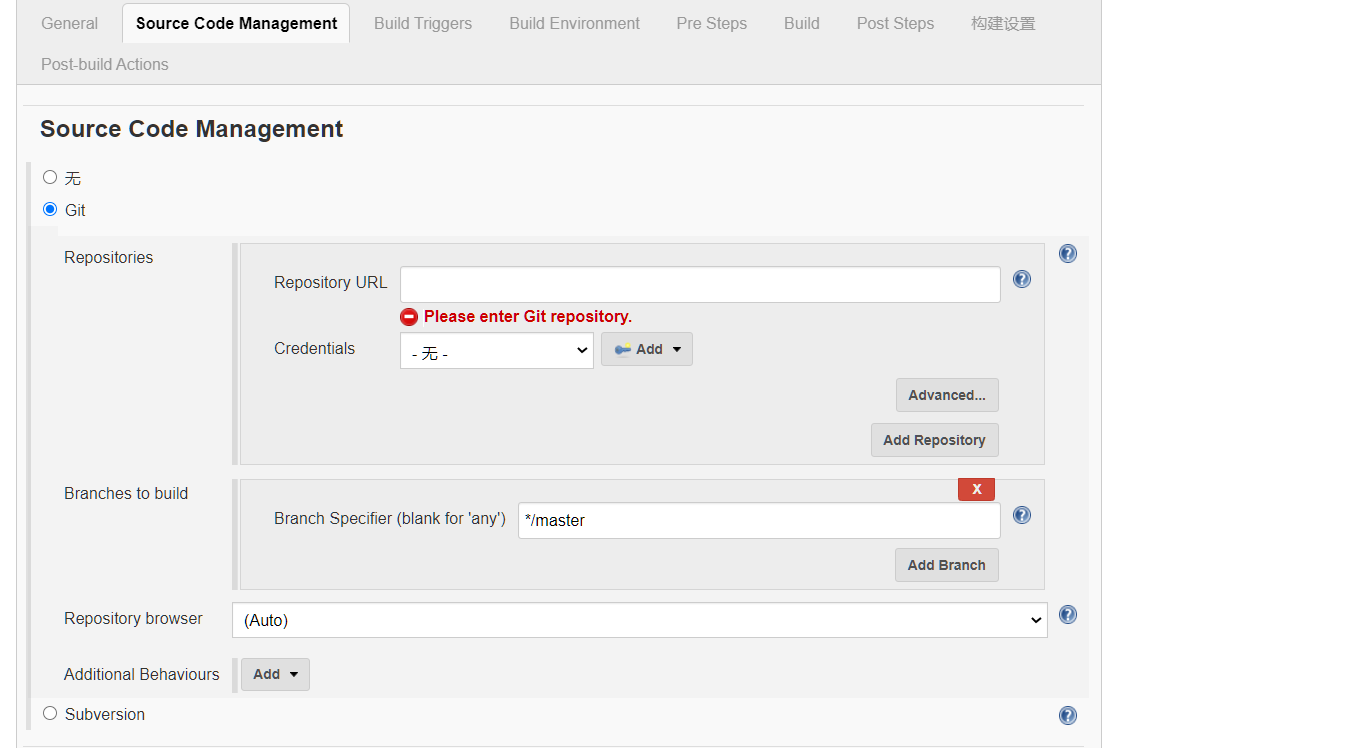 General Source Code Management Build Triggers Build Environment Pre Steps Build Post Steps 构建设置
Post-build Actions
Source Code Management
无
Git
Repositories
Repository URL
Please enter Git repository.
Credentials - 无 - Add
Advanced...
Add Repository
Branches to build
X
Branch Specifier (blank for 'any') */master
Add Branch
Repository browser (Auto)
Additional Behaviours Add
Subversion